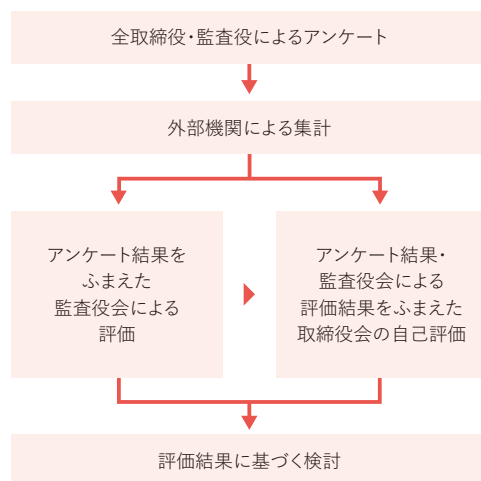 全取締役・監査役によるアンケート
外部機関による集計
アンケート結果を
ふまえた
監査役会による
評価
アンケート結果・
監査役会による
評価結果をふまえた
取締役会の自己評価
評価結果に基づく検討